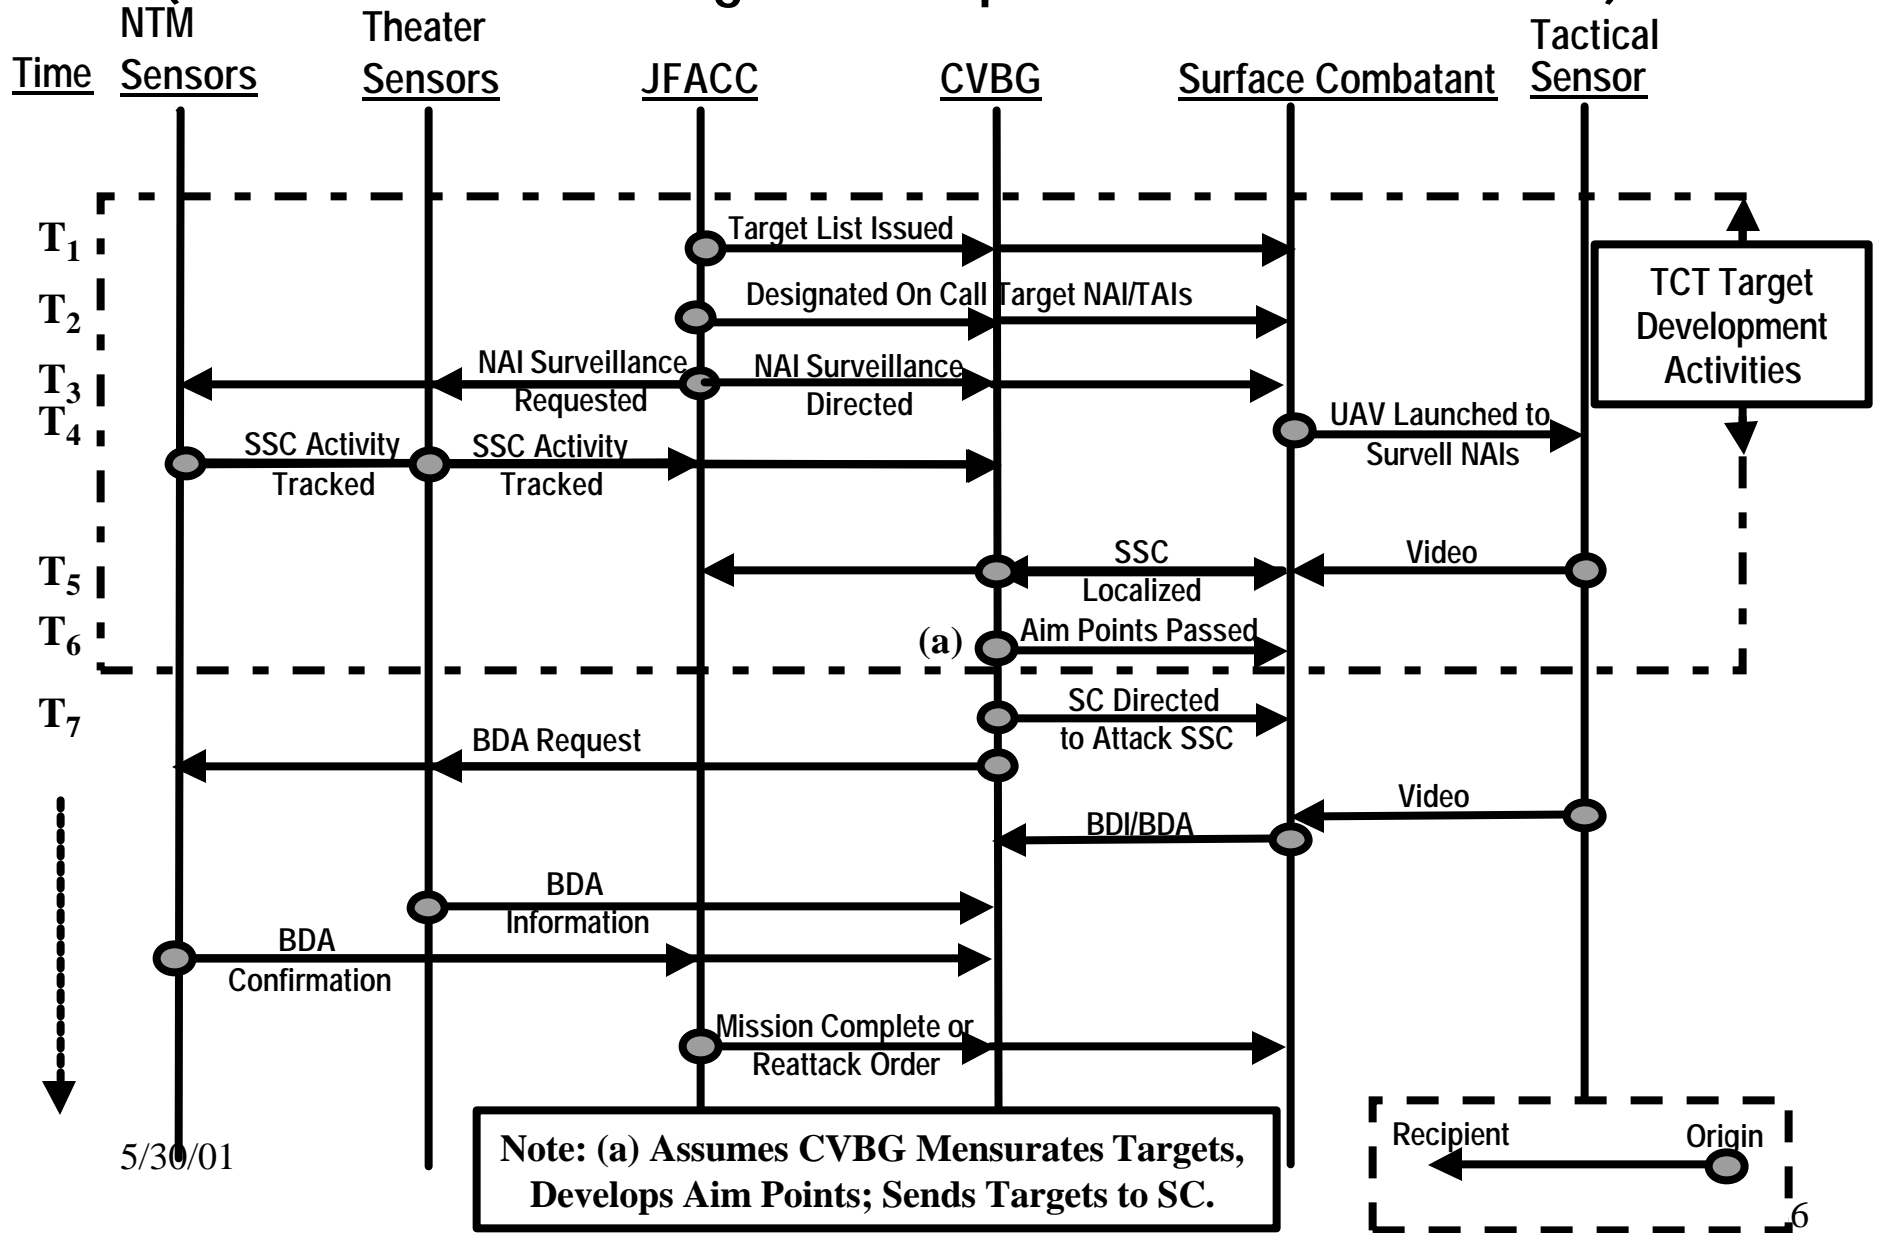 Time
NTM
Sensors
Theater
Sensors
JFACC
CVBG
Surface Combatant
Tactical
Sensor
T1
Target List Issued
T2
Designated On Call Target NAI/TAIs
T3
NAI Surveillance
Requested
NAI Surveillance
Directed
T4
UAV Launched to
Survell NAIs
SSC Activity
Tracked
SSC Activity
Tracked
TCT Target
Development
Activities
T5
SSC
Localized
Video
T6
(a)
Aim Points Passed
T7
SC Directed
to Attack SSC
BDA Request
Video
BDI/BDA
BDA
Information
BDA
Confirmation
Mission Complete or
Reattack Order
5/30/01
Note: (a) Assumes CVBG Mensurates Targets,
Develops Aim Points; Sends Targets to SC.
Recipient
Origin
6